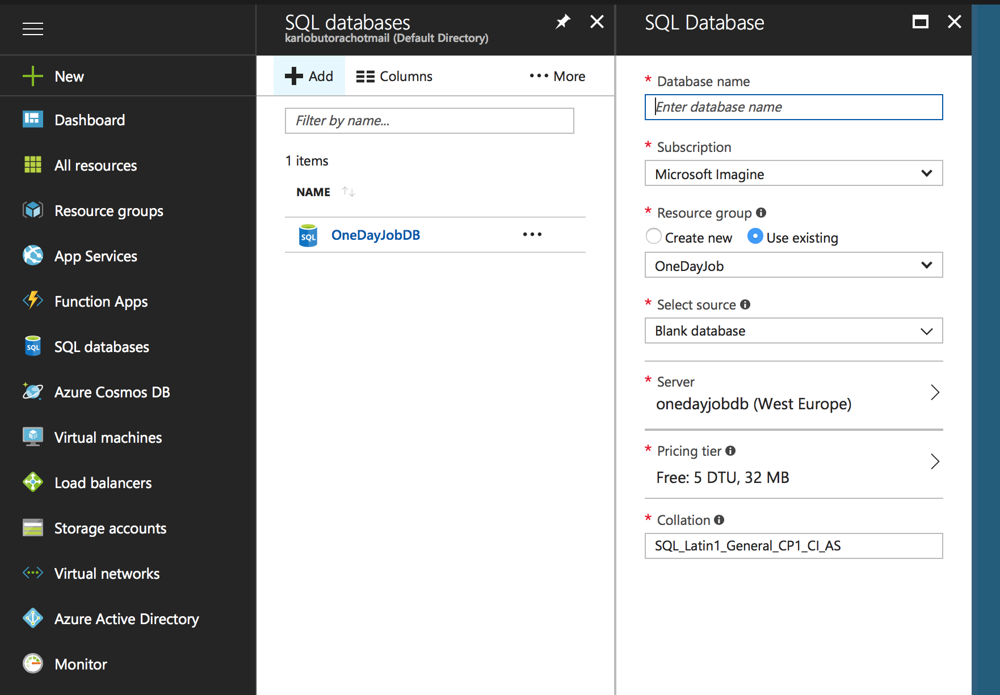 New
Dashboard
All resources
Resource groups
App Services
Function Apps
SQL
SQL databases
Azure Cosmos DB
Virtual machines
Load balancers
Storage accounts
Virtual networks
Azure Active Directory
Monitor
SQL databases
karlobutorachotmail (Default Directory)
Add
Columns
More
Filter by name...
1 items
NAME
SQL
OneDayJobDB
SQL Database
* Database name
Enter database name
* Subscription
Microsoft Imagine
* Resource group
Create new
Use existing
OneDayJob
* Select source
Blank database
* Server
onedayjobdb (West Europe)
* Pricing tier
Free: 5 DTU, 32 MB
* Collation
SQL_Latin1_General_CP1_CI_AS